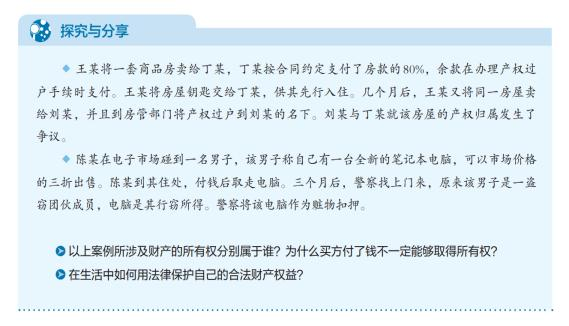 探究与分享
◆ 王某将一套商品房卖给丁某，丁某按合同约定支付了房款的80%，余款在办理产权过
户手续时支付。王某将房屋钥匙交给丁某，供其先行入住。几个月后，王某又将同一房屋卖
给刘某，并且到房管部门将产权过户到刘某的名下。刘某与丁某就该房屋的产权归属发生了
争议。
◆ 陈某在电子市场碰到一名男子，该男子称自己有一台全新的笔记本电脑，可以市场价格
的三折出售。陈某到其住处，付钱后取走电脑。三个月后，警察找上门来，原来该男子是一盗
窃团伙成员，电脑是其行窃所得。警察将该电脑作为赃物扣押。
以上案例所涉及财产的所有权分别属于谁？为什么买方付了钱不一定能够取得所有权？
在生活中如何用法律保护自己的合法财产权益？